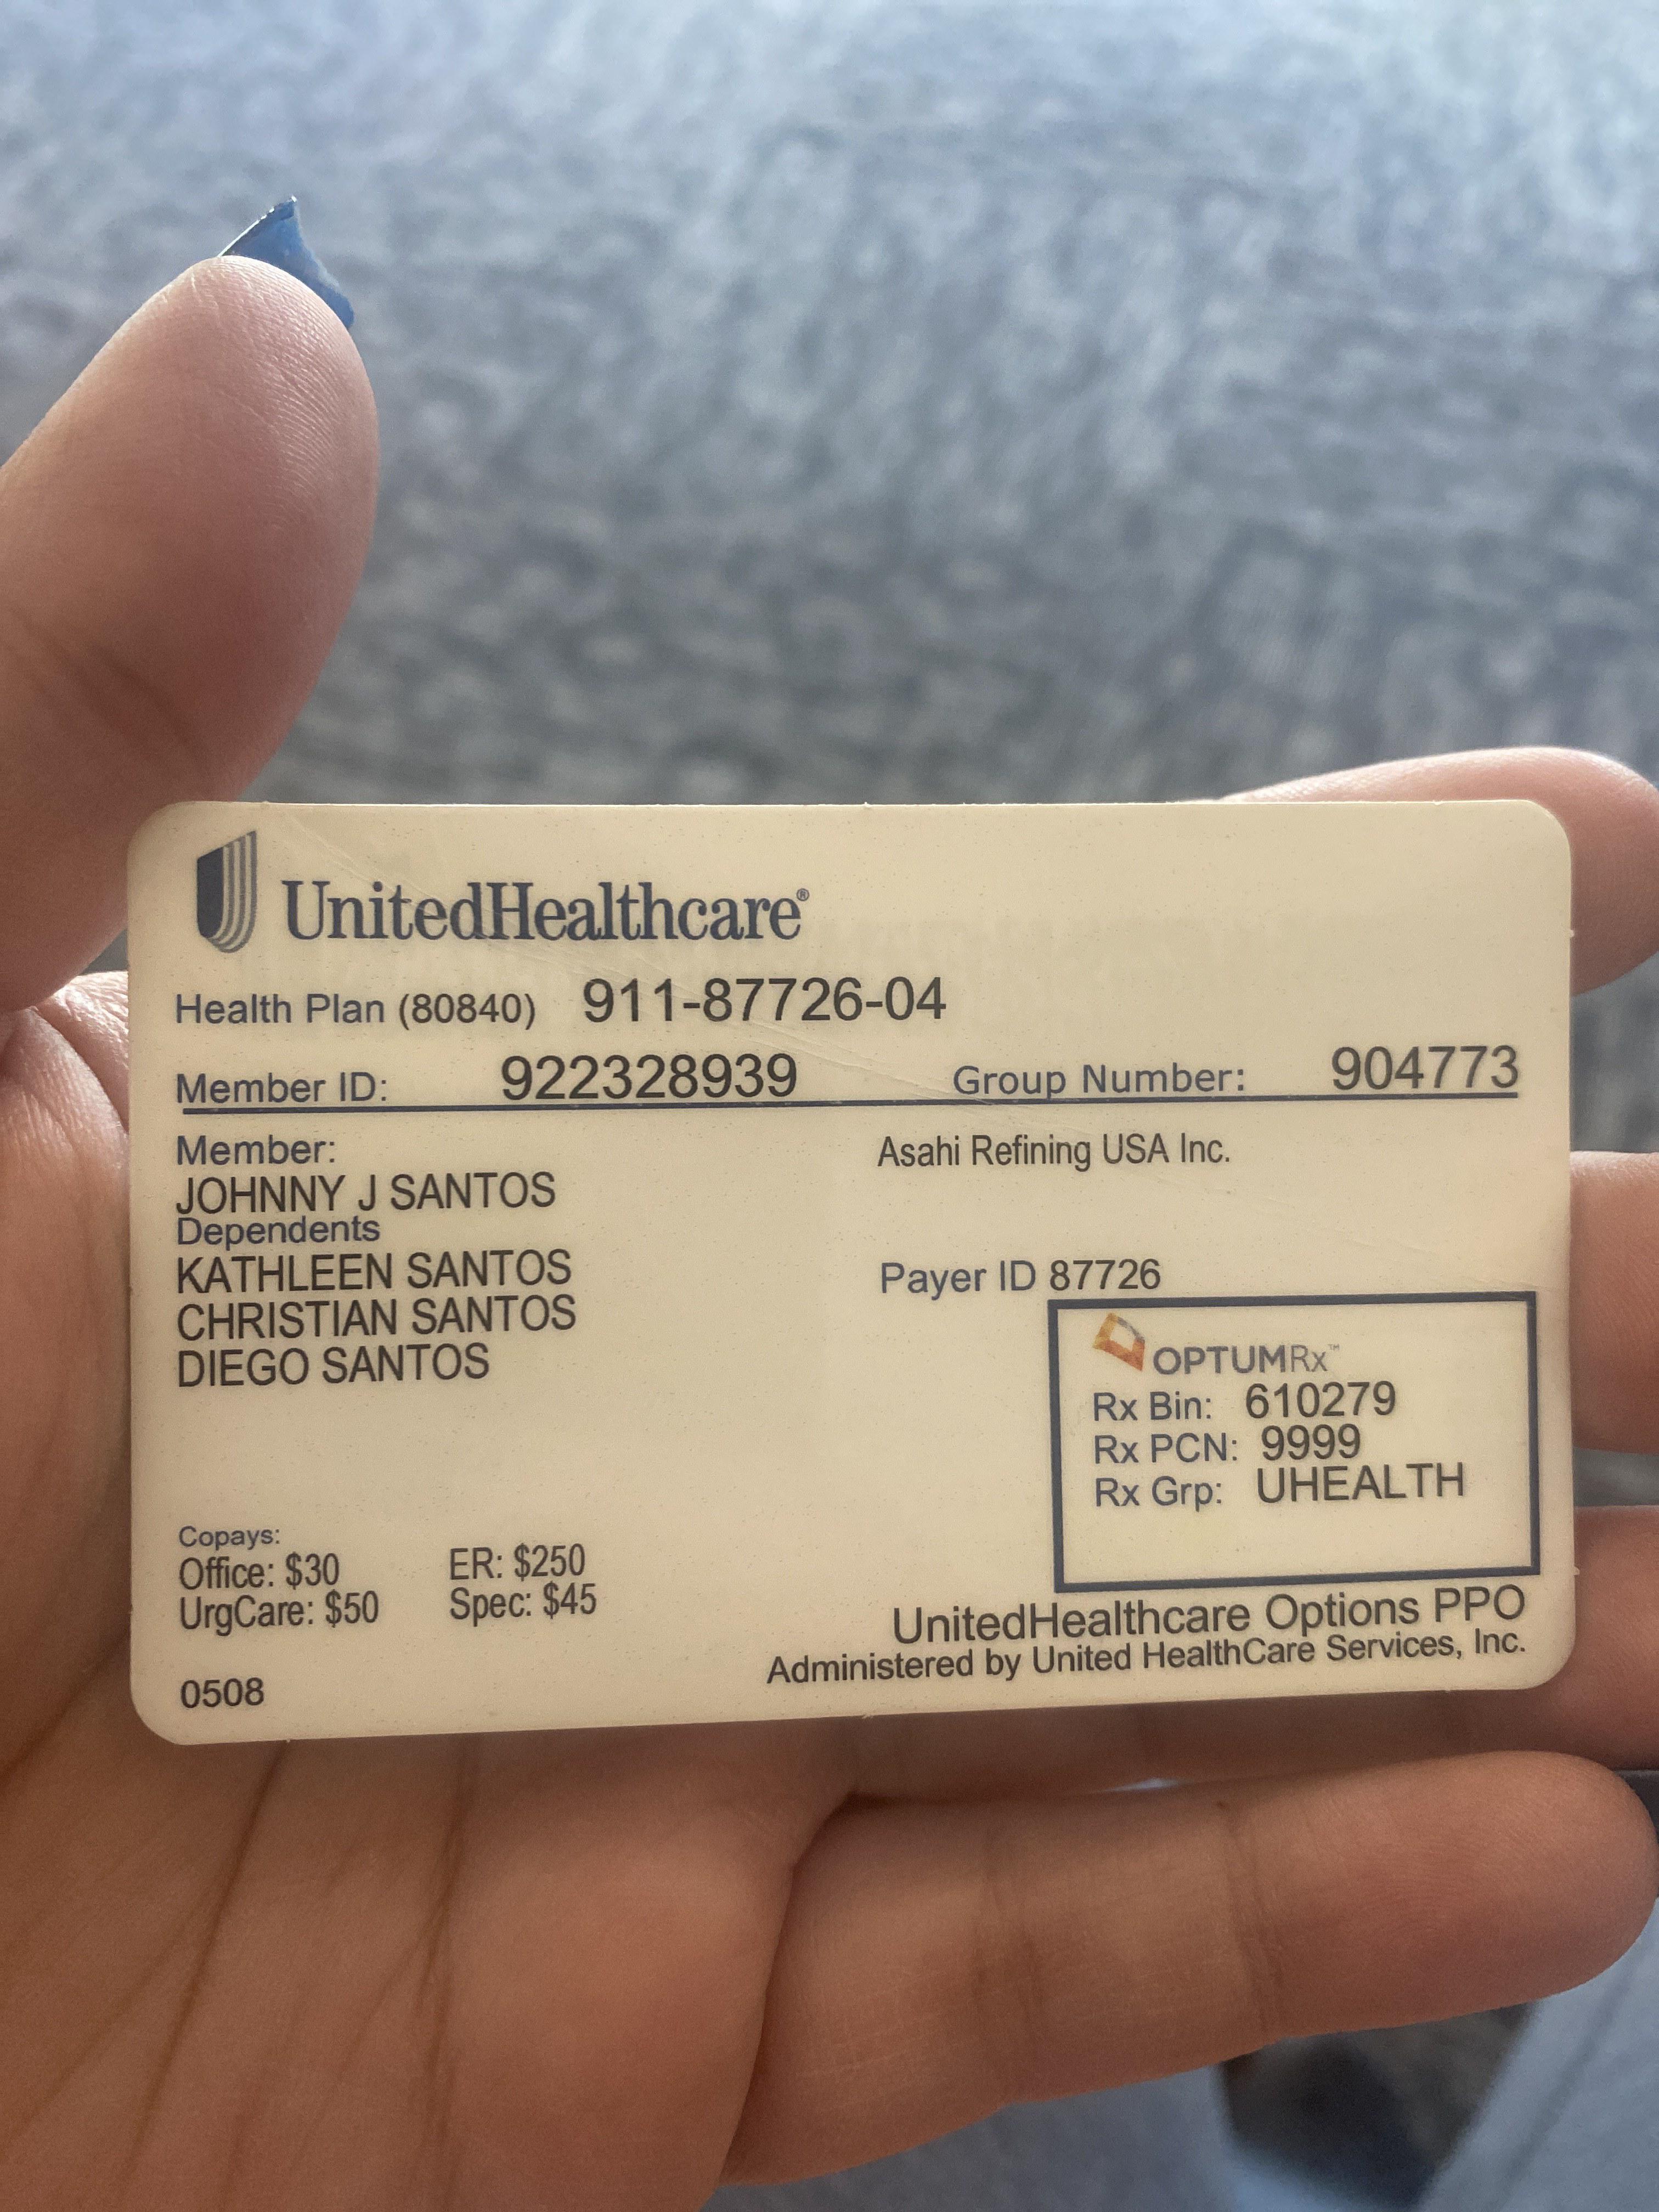 UnitedHealthcare®
Health Plan (80840) 911-87726-04
Member ID: 922328939 Group Number: 904773
Member:
JOHNNY J SANTOS
Dependents
KATHLEEN SANTOS
CHRISTIAN SANTOS
DIEGO SANTOS
Asahi Refining USA Inc.
Payer ID 87726
OPTUMRx™
Rx Bin: 610279
Rx PCN: 9999
Rx Grp: UHEALTH
Copays:
Office: $30 ER: $250
UrgCare: $50 Spec: $45
UnitedHealthcare Options PPO
Administered by United HealthCare Services, Inc.
0508